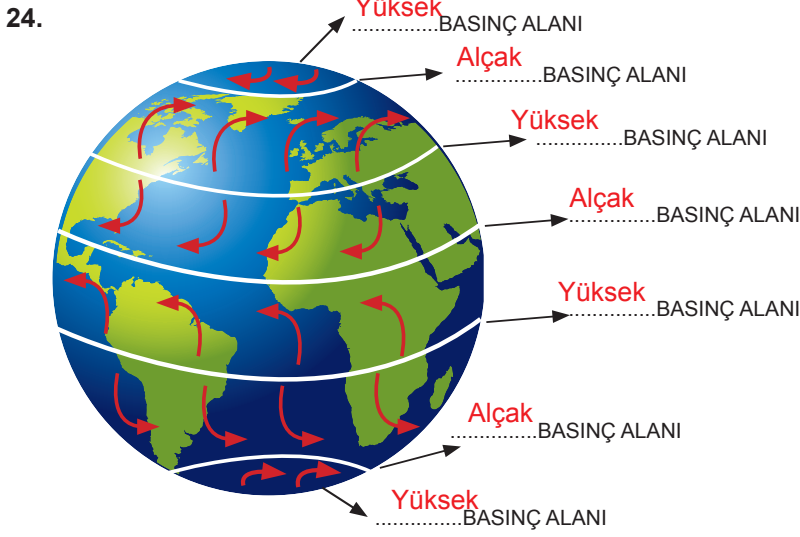 24.
Yüksek
...............BASINÇ ALANI
Alçak
...............BASINÇ ALANI
Yüksek
...............BASINÇ ALANI
Alçak
...............BASINÇ ALANI
Yüksek
...............BASINÇ ALANI
Alçak
...............BASINÇ ALANI
Yüksek
...............BASINÇ ALANI